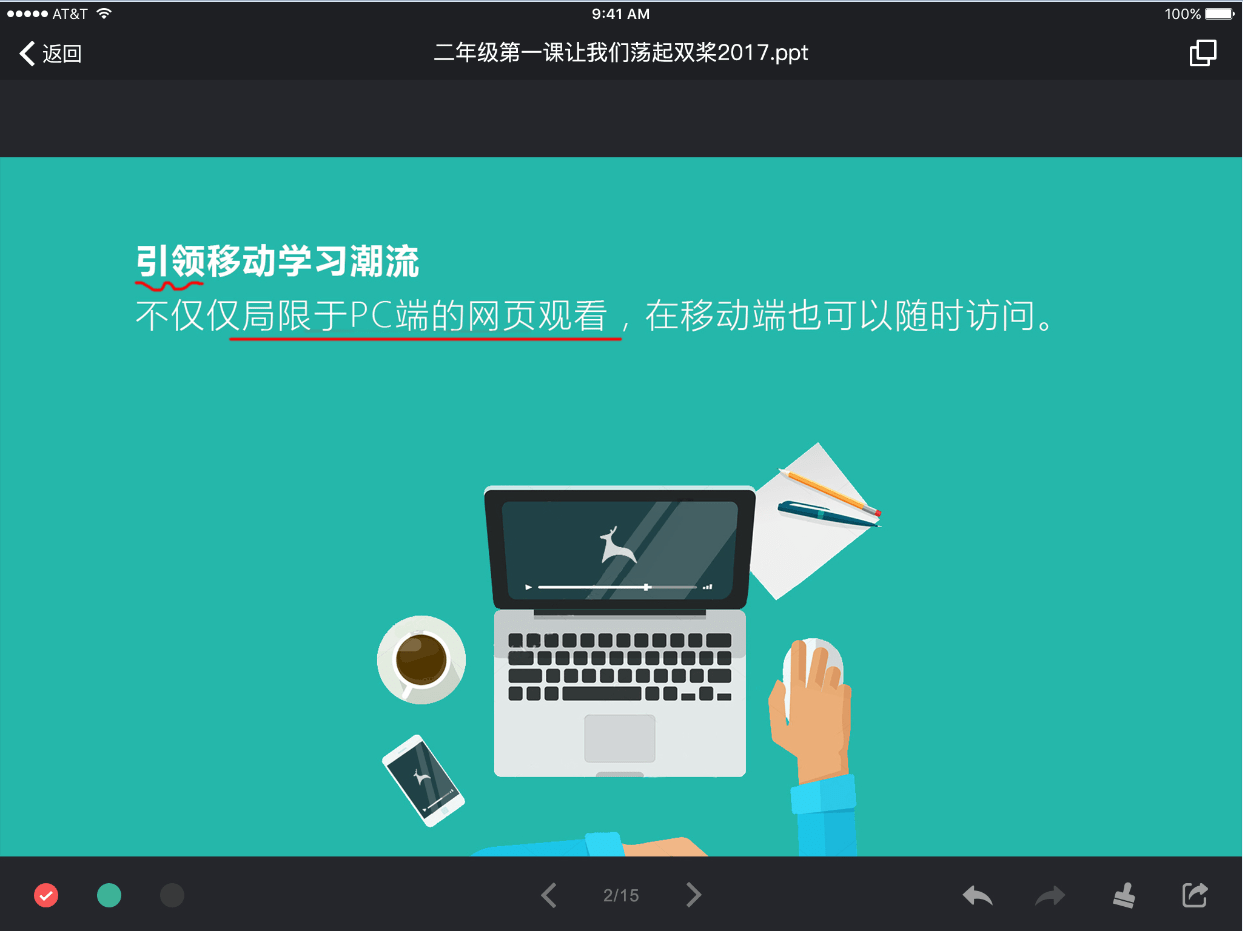 AT&T
9:41 AM
100%
返回
二年级第一课让我们荡起双桨2017.ppt
引领移动学习潮流
不仅仅局限于PC端的网页观看，在移动端也可以随时访问。
2/15